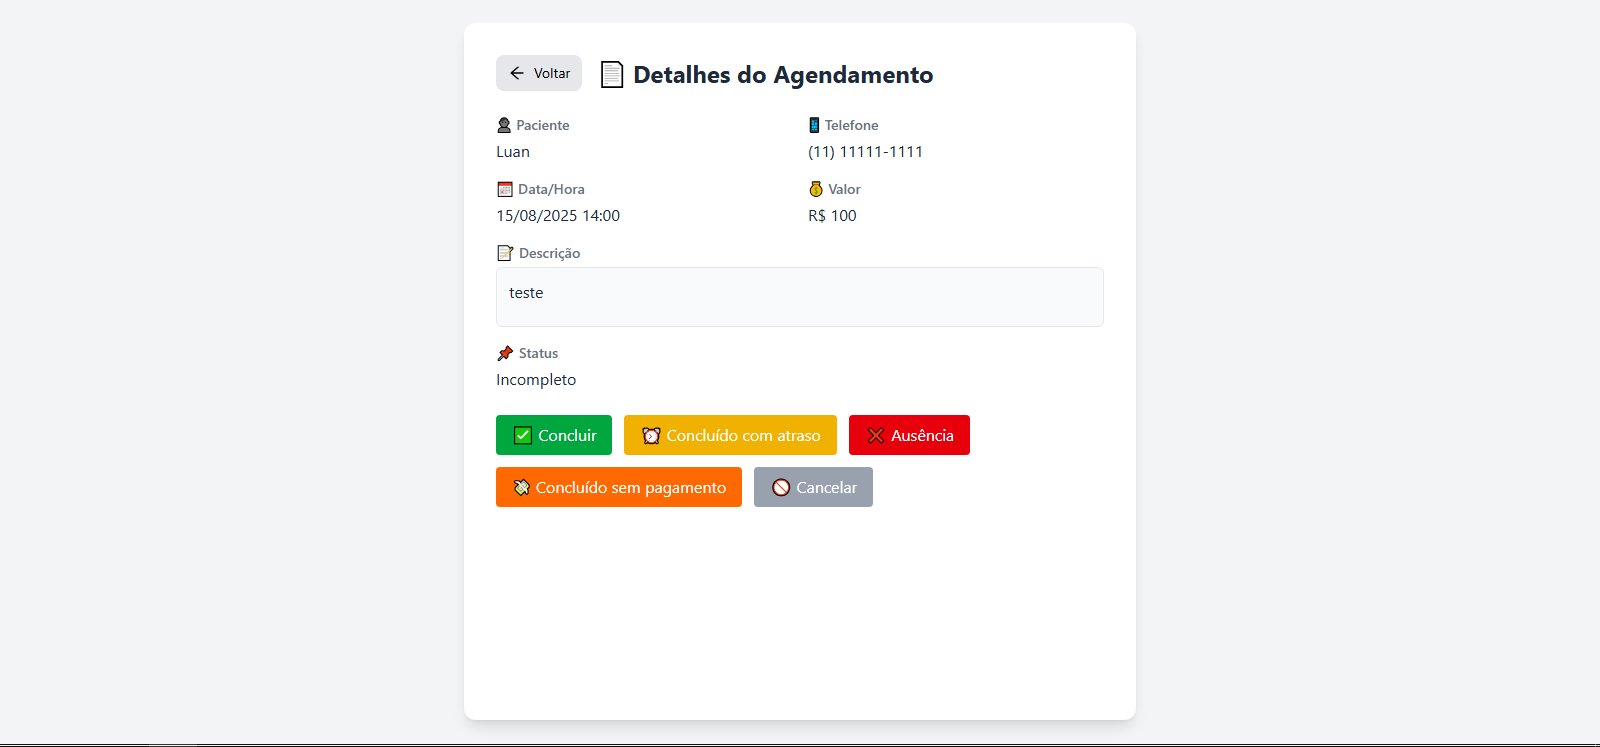 Voltar
Detalhes do Agendamento
Paciente
Telefone
Luan
(11) 11111-1111
Data/Hora
Valor
15/08/2025 14:00
R$ 100
Descrição
teste
Status
Incompleto
Concluir
Concluído com atraso
Ausência
Concluído sem pagamento
Cancelar